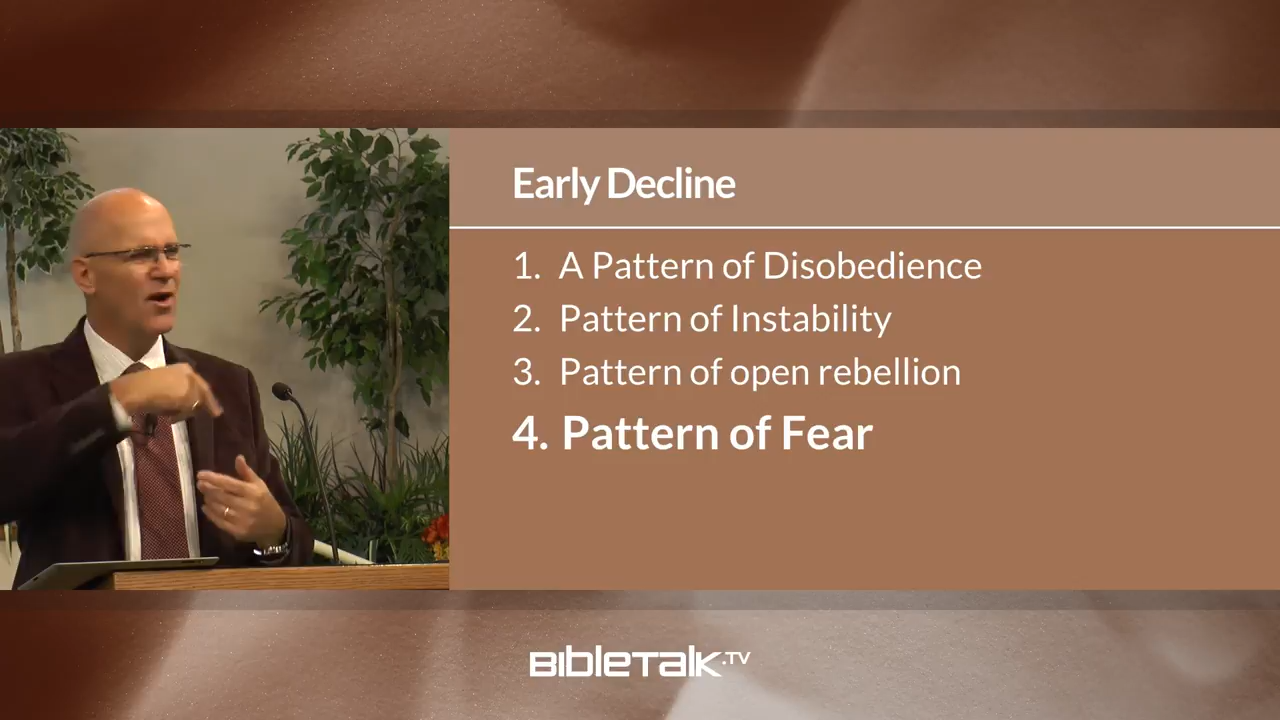 Early Decline
1. A Pattern of Disobedience
2. Pattern of Instability
3. Pattern of open rebellion
4. Pattern of Fear
BibleTalk.TV